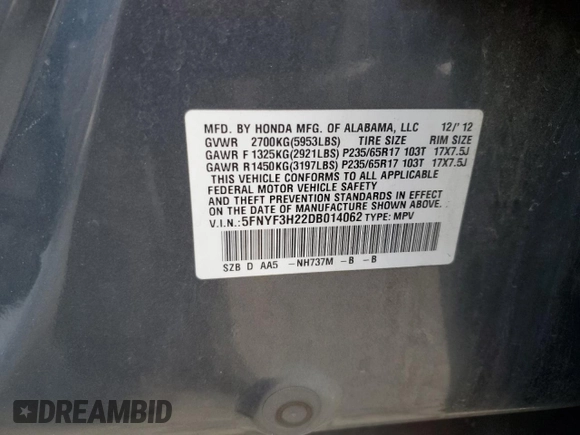 MFD. BY HONDA MFG. OF ALABAMA, LLC 12/'12
GVWR 2700KG(5953LBS) TIRE SIZE RIM SIZE
GAWR F 1325KG(2921LBS) P235/65R17 103T 17X7.5J
GAWR R1450KG(3197LBS) P235/65R17 103T 17X7.5J
THIS VEHICLE CONFORMS TO ALL APPLICABLE
FEDERAL MOTOR VEHICLE SAFETY
AND THEFT PREVENTION STANDARDS IN EFFECT
ON THE DATE OF MANUFACTURE SHOWN ABOVE.
V.I.N.: 5FNYF3H22DB014062 TYPE: MPV
SZB D AA5 -NH737M -B -B
DREAMBID